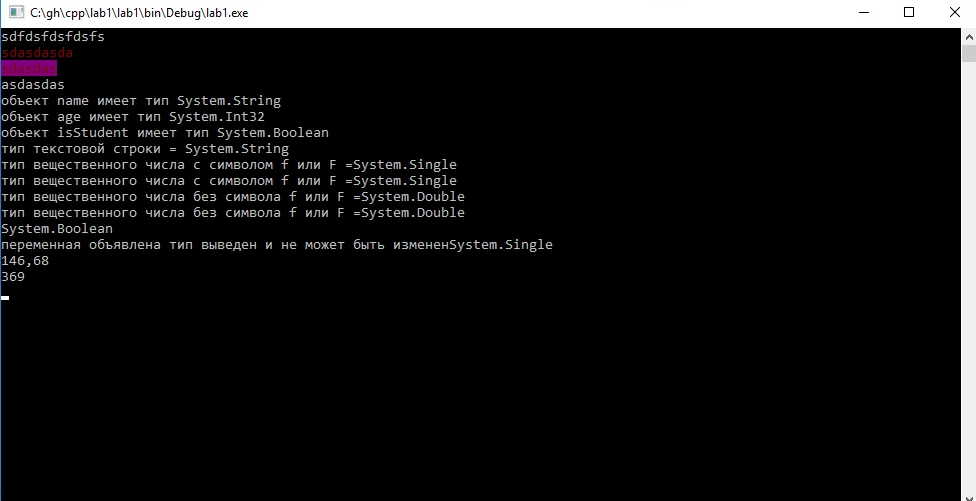 C:\gh\cpp\lab1\lab1\bin\Debug\lab1.exe
sdfdsfdsfdsfs
sdasdasda
sdasdas
asdasdas
объект name имеет тип System.String
объект age имеет тип System.Int32
объект isStudent имеет тип System.Boolean
тип текстовой строки = System.String
тип вещественного числа с символом f или F =System.Single
тип вещественного числа с символом f или F =System.Single
тип вещественного числа без символа f или F =System.Double
тип вещественного числа без символа f или F =System.Double
System.Boolean
переменная объявлена тип выведен и не может быть измененSystem.Single
146,68
369